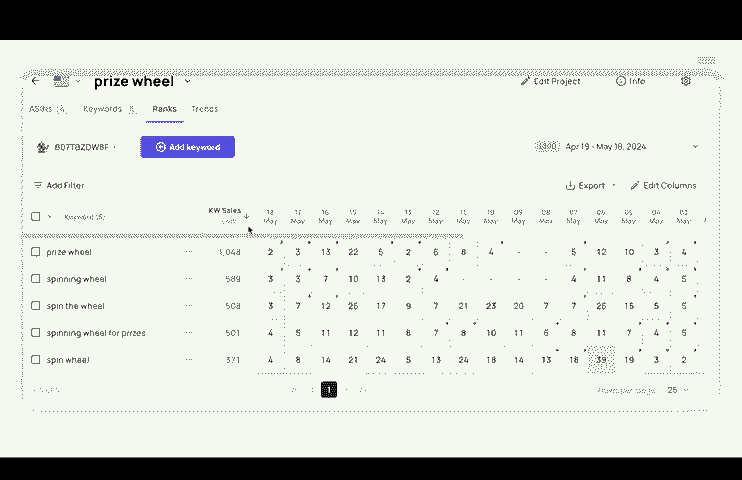 prize wheel
Edit Project
Info
ASINs
Keywords
Ranks
Trends
B07TBZDWBF
Add keyword
Apr 19 - May 18, 2024
Add Filter
Export
Edit Columns
KW Sales
18 17 16 15 14 13 12 11 10 09 08 07 06 05 04 03
May May May May May May May May May May May May May May May May
prize wheel ... 1,048 2 3 13 22 5 2 6 8 4 - - 5 12 10 3 4
spinning wheel ... 589 3 3 7 10 13 2 4 - - - - 4 11 8 4 5
spin the wheel ... 508 3 7 12 26 17 9 7 21 23 20 7 7 26 15 5 5
spinning wheel for prizes ... 501 4 5 11 12 11 8 7 8 10 11 6 8 11 7 4 5
spin wheel ... 371 4 8 14 21 24 5 13 24 18 14 13 18 39 19 3 2
1
25